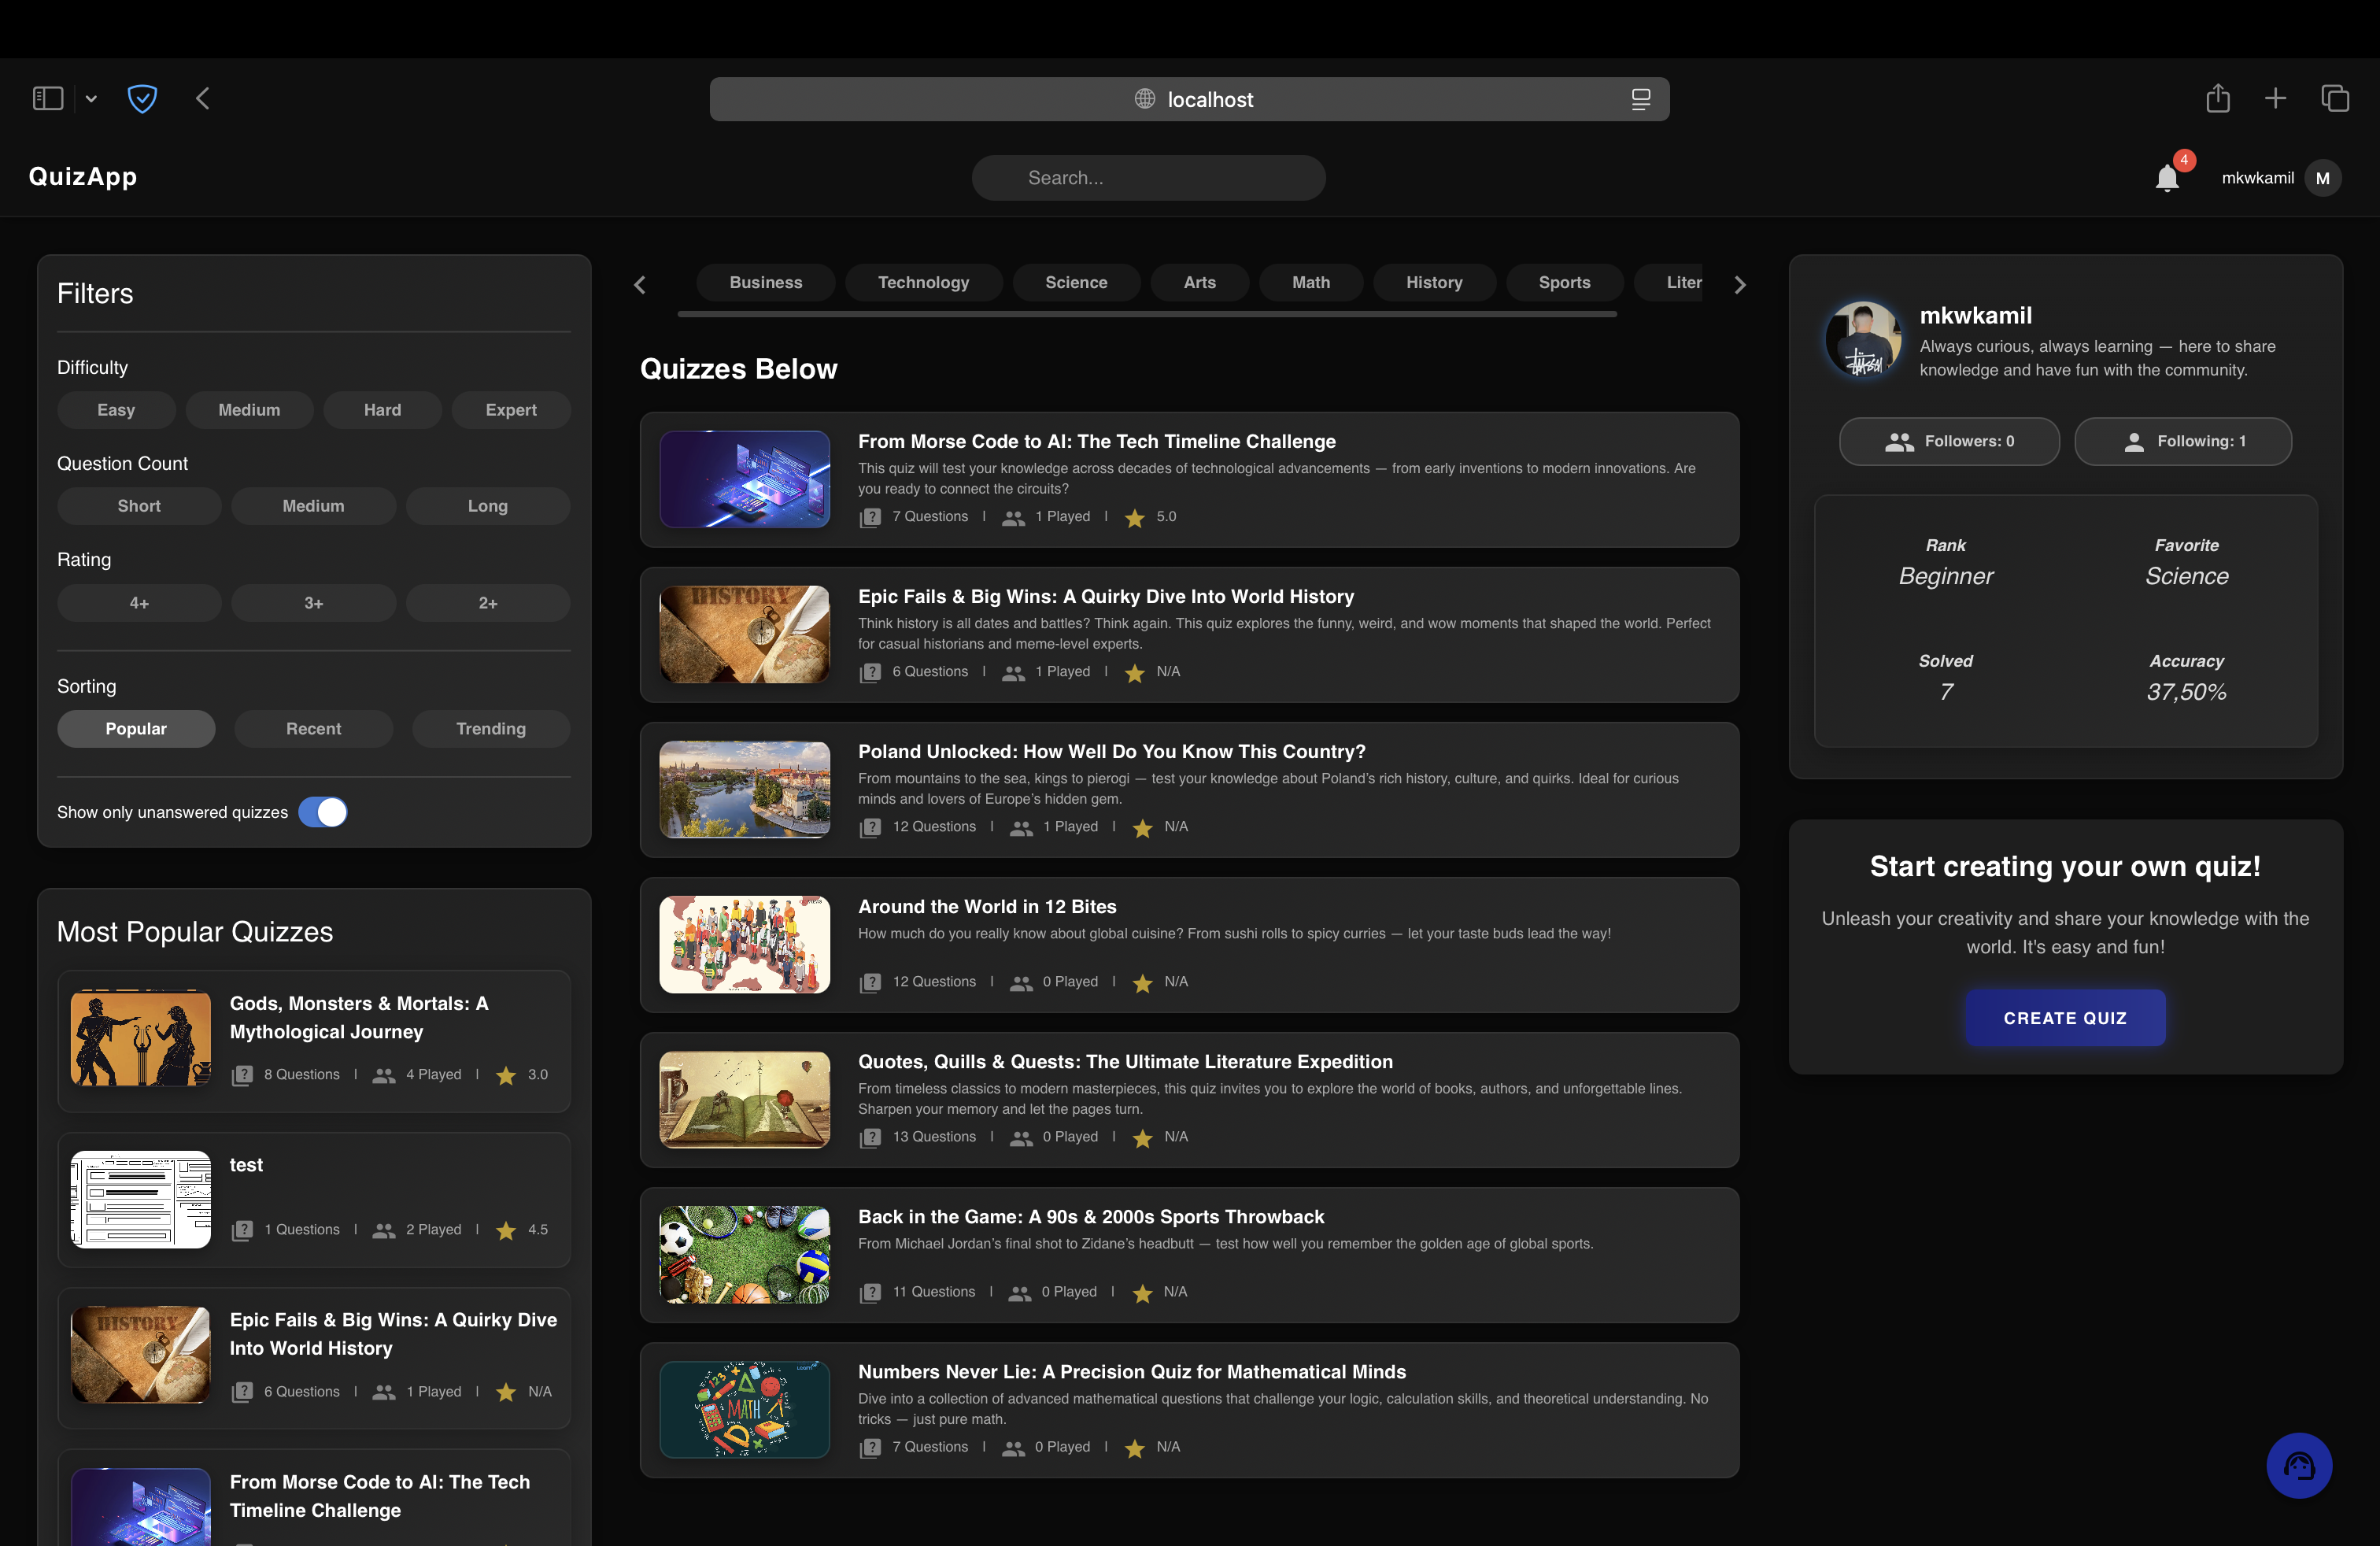 localhost
QuizApp
Search...
4
mkwkamil
M
Filters
Difficulty
Easy
Medium
Hard
Expert
Question Count
Short
Medium
Long
Rating
4+
3+
2+
Sorting
Popular
Recent
Trending
Show only unanswered quizzes
Most Popular Quizzes
Gods, Monsters & Mortals: A
Mythological Journey
8 Questions | 4 Played | 3.0
test
1 Questions | 2 Played | 4.5
HISTORY
Epic Fails & Big Wins: A Quirky Dive
Into World History
6 Questions | 1 Played | N/A
From Morse Code to AI: The Tech
Timeline Challenge
Business
Technology
Science
Arts
Math
History
Sports
Liter
Quizzes Below
From Morse Code to AI: The Tech Timeline Challenge
This quiz will test your knowledge across decades of technological advancements — from early inventions to modern innovations. Are
you ready to connect the circuits?
7 Questions | 1 Played | 5.0
HISTORY
Epic Fails & Big Wins: A Quirky Dive Into World History
Think history is all dates and battles? Think again. This quiz explores the funny, weird, and wow moments that shaped the world. Perfect
for casual historians and meme-level experts.
6 Questions | 1 Played | N/A
Poland Unlocked: How Well Do You Know This Country?
From mountains to the sea, kings to pierogi — test your knowledge about Poland’s rich history, culture, and quirks. Ideal for curious
minds and lovers of Europe’s hidden gem.
12 Questions | 1 Played | N/A
Around the World in 12 Bites
How much do you really know about global cuisine? From sushi rolls to spicy curries — let your taste buds lead the way!
12 Questions | 0 Played | N/A
Quotes, Quills & Quests: The Ultimate Literature Expedition
From timeless classics to modern masterpieces, this quiz invites you to explore the world of books, authors, and unforgettable lines.
Sharpen your memory and let the pages turn.
13 Questions | 0 Played | N/A
Back in the Game: A 90s & 2000s Sports Throwback
From Michael Jordan’s final shot to Zidane’s headbutt — test how well you remember the golden age of global sports.
11 Questions | 0 Played | N/A
123
MATH
Numbers Never Lie: A Precision Quiz for Mathematical Minds
Dive into a collection of advanced mathematical questions that challenge your logic, calculation skills, and theoretical understanding. No
tricks — just pure math.
7 Questions | 0 Played | N/A
mkwkamil
Always curious, always learning — here to share
knowledge and have fun with the community.
Followers: 0
Following: 1
Rank
Beginner
Favorite
Science
Solved
7
Accuracy
37,50%
Start creating your own quiz!
Unleash your creativity and share your knowledge with the
world. It's easy and fun!
CREATE QUIZ